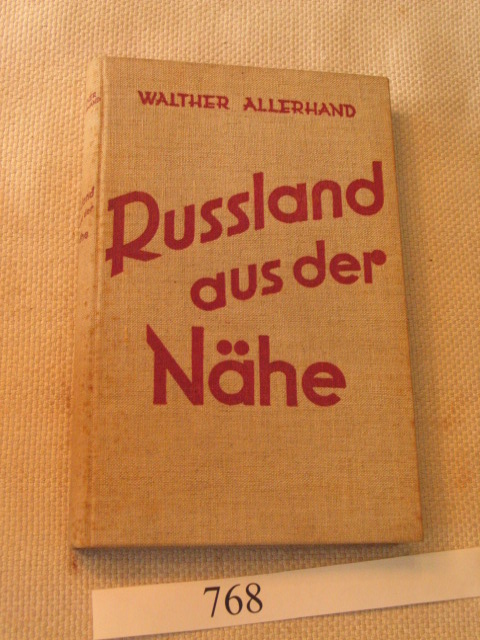 WALTHER ALLERHAND
Russland
aus der
Nähe
768